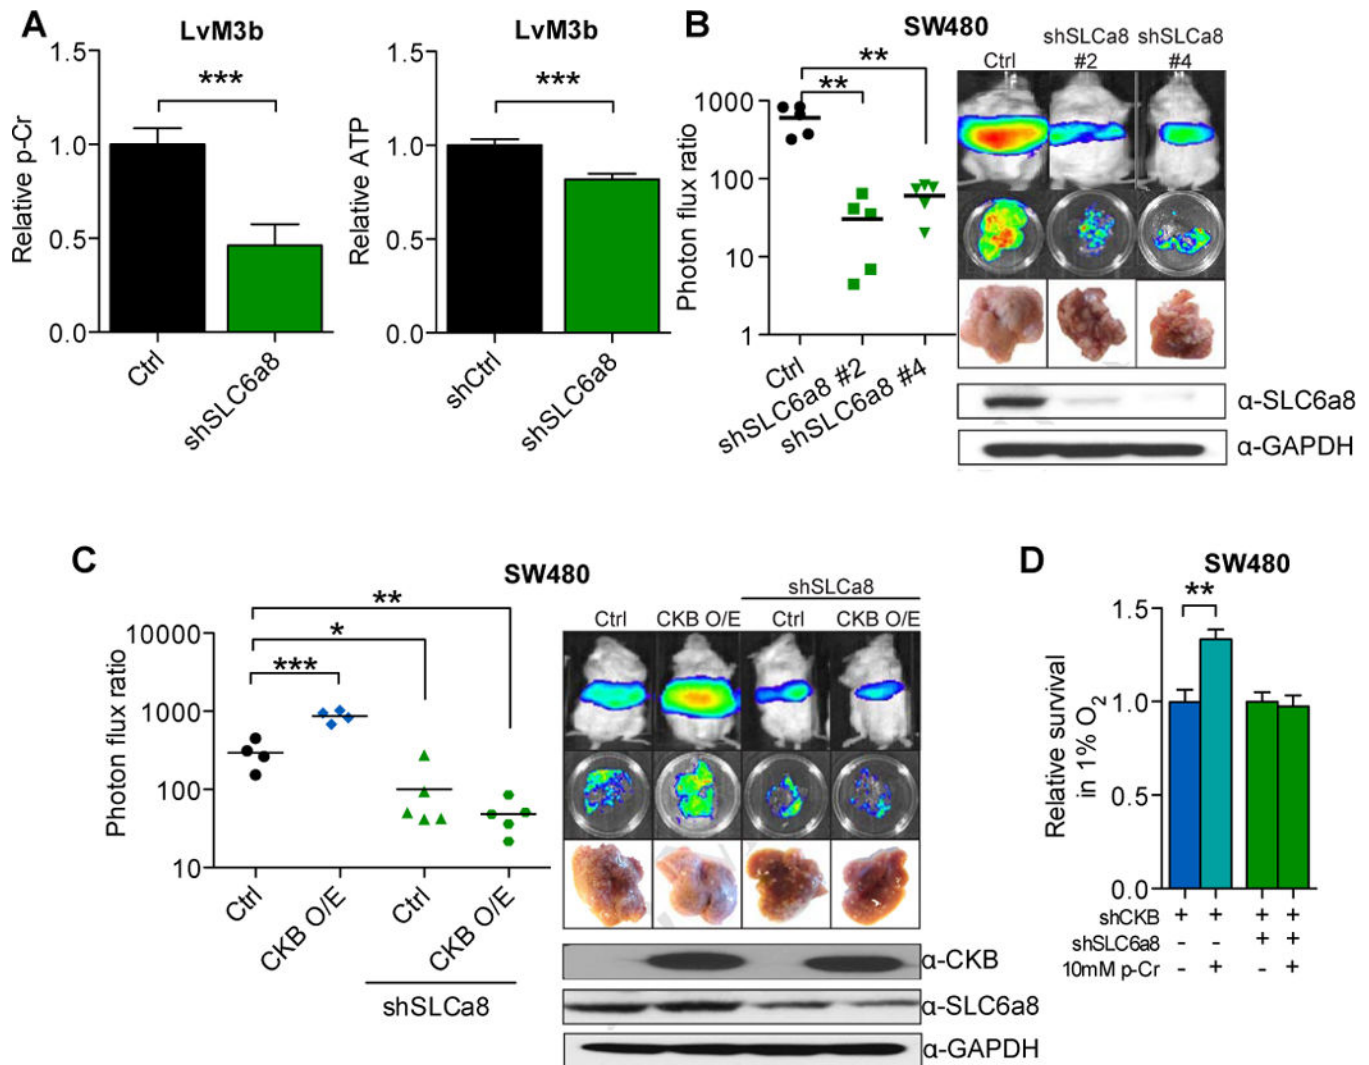 A
LvM3b
Relative p-Cr
1.5
1.0
0.5
0.0
***
Ctrl
shSLC6a8
LvM3b
Relative ATP
1.5
1.0
0.5
0.0
***
shCtrl
shSLC6a8
B
SW480
Photon flux ratio
1000
100
10
1
**
**
Ctrl
shSLC6a8 #2
shSLC6a8 #4
Ctrl
shSLCa8
#2
shSLCa8
#4
α-SLC6a8
α-GAPDH
C
SW480
Photon flux ratio
10000
1000
100
10
**
*
***
Ctrl
CKB O/E
Ctrl
CKB O/E
shSLCa8
shSLCa8
Ctrl
CKB O/E
Ctrl
CKB O/E
α-CKB
α-SLC6a8
α-GAPDH
D
SW480
Relative survival
in 1% O2
1.5
1.0
0.5
0.0
**
shCKB + + + +
shSLC6a8 - - + +
10mM p-Cr - + - +